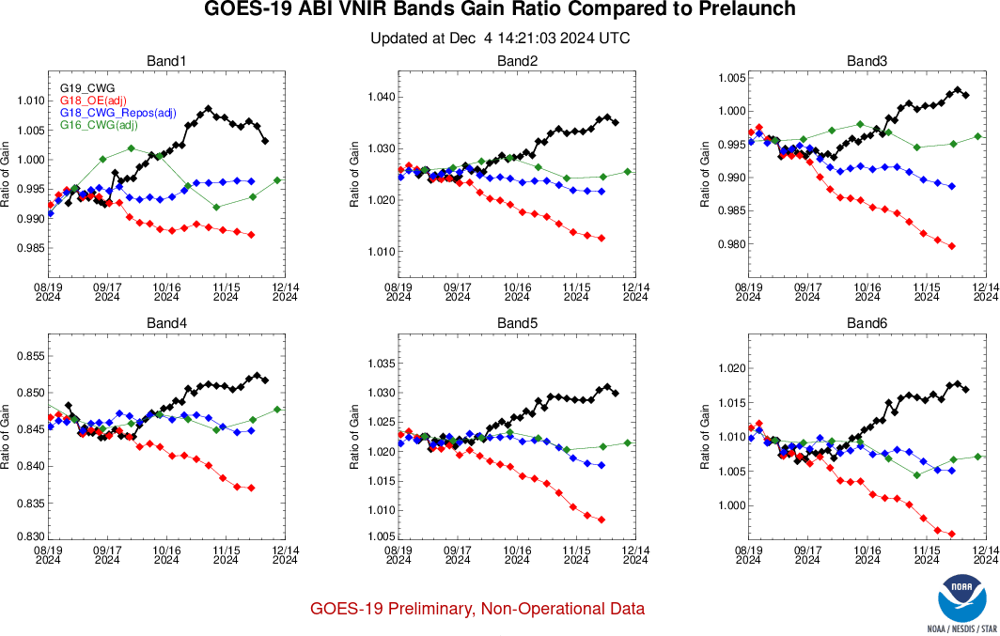 GOES-19 ABI VNIR Bands Gain Ratio Compared to Prelaunch
Updated at Dec  4 14:21:03 2024 UTC
Band1
Ratio of Gain
1.010
1.005
1.000
0.995
0.990
0.985
G19_CWG
G18_OE(adj)
G18_CWG_Repos(adj)
G16_CWG(adj)
08/19 09/17 10/16 11/15 12/14
2024 2024 2024 2024 2024
Band2
Ratio of Gain
1.040
1.030
1.020
1.010
08/19 09/17 10/16 11/15 12/14
2024 2024 2024 2024 2024
Band3
Ratio of Gain
1.005
1.000
0.995
0.990
0.985
0.980
08/19 09/17 10/16 11/15 12/14
2024 2024 2024 2024 2024
Band4
Ratio of Gain
0.855
0.850
0.845
0.840
0.835
0.830
08/19 09/17 10/16 11/15 12/14
2024 2024 2024 2024 2024
Band5
Ratio of Gain
1.035
1.030
1.025
1.020
1.015
1.010
1.005
08/19 09/17 10/16 11/15 12/14
2024 2024 2024 2024 2024
Band6
Ratio of Gain
1.020
1.015
1.010
1.005
1.000
08/19 09/17 10/16 11/15 12/14
2024 2024 2024 2024 2024
GOES-19 Preliminary, Non-Operational Data
NOAA
NOAA / NESDIS / STAR